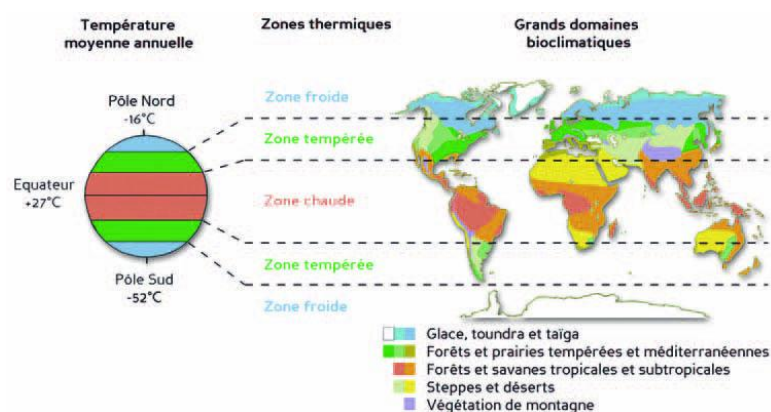 Température
moyenne annuelle
Zones thermiques
Grands domaines
bioclimatiques
Pôle Nord
-16°C
Equateur
+27°C
Pôle Sud
-52°C
Zone froide
Zone tempérée
Zone chaude
Zone tempérée
Zone froide
Glace, toundra et taïga
Forêts et prairies tempérées et méditerranéennes
Forêts et savanes tropicales et subtropicales
Steppes et déserts
Végétation de montagne